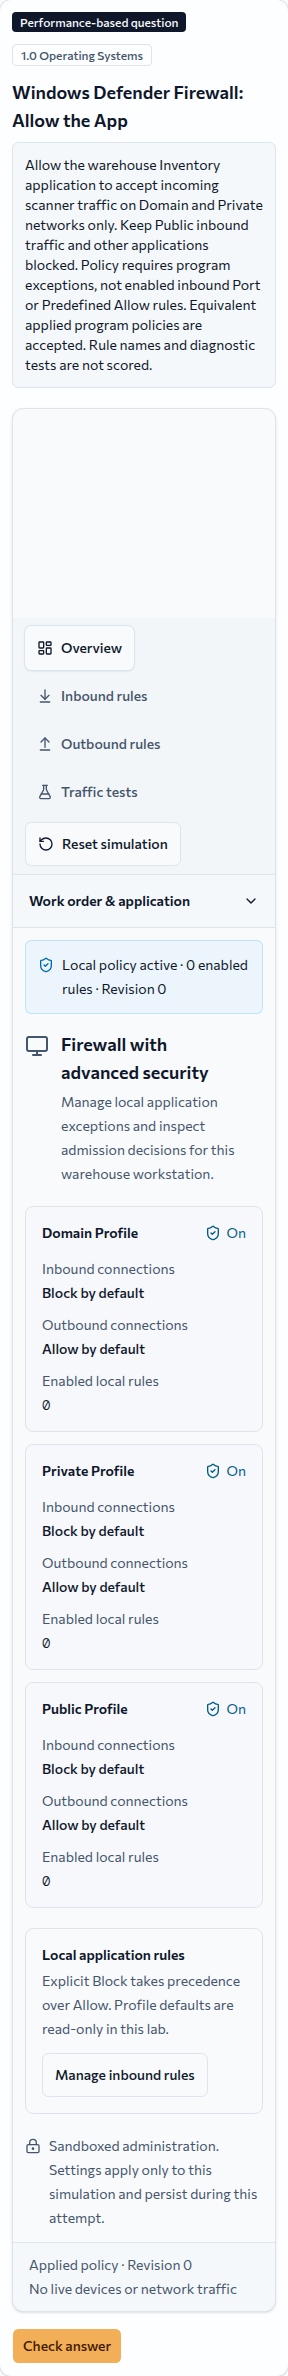 Performance-based question
1.0 Operating Systems
Windows Defender Firewall:
Allow the App
Allow the warehouse Inventory
application to accept incoming
scanner traffic on Domain and Private
networks only. Keep Public inbound
traffic and other applications
blocked. Policy requires program
exceptions, not enabled inbound Port
or Predefined Allow rules. Equivalent
applied program policies are
accepted. Rule names and diagnostic
tests are not scored.
Overview
Inbound rules
Outbound rules
Traffic tests
Reset simulation
Work order & application
Local policy active · 0 enabled
rules · Revision 0
Firewall with
advanced security
Manage local application
exceptions and inspect
admission decisions for this
warehouse workstation.
Domain Profile On
Inbound connections
Block by default
Outbound connections
Allow by default
Enabled local rules
0
Private Profile On
Inbound connections
Block by default
Outbound connections
Allow by default
Enabled local rules
0
Public Profile On
Inbound connections
Block by default
Outbound connections
Allow by default
Enabled local rules
0
Local application rules
Explicit Block takes precedence
over Allow. Profile defaults are
read-only in this lab.
Manage inbound rules
Sandboxed administration.
Settings apply only to this
simulation and persist during this
attempt.
Applied policy · Revision 0
No live devices or network traffic
Check answer